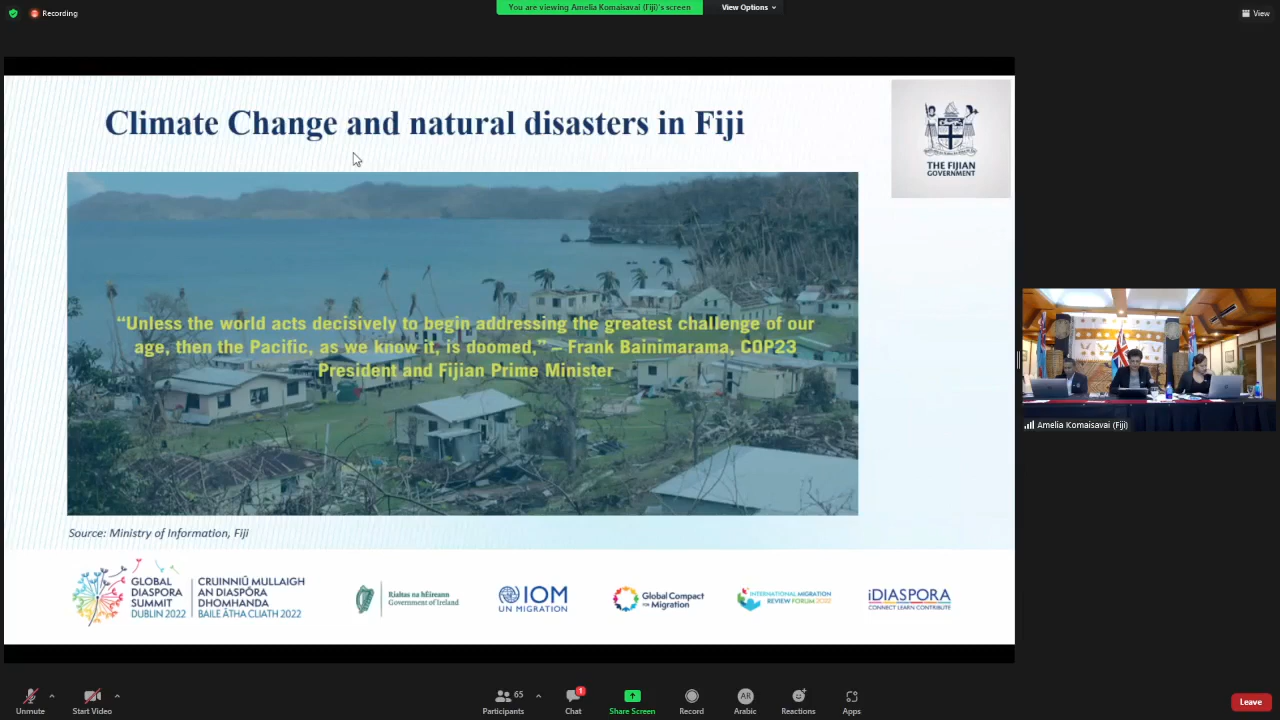 Recording
You are viewing Amelia Komaisavai (Fiji)'s screen
View Options
View
Climate Change and natural disasters in Fiji
THE FIJIAN
GOVERNMENT
“Unless the world acts decisively to begin addressing the greatest challenge of our
age, then the Pacific, as we know it, is doomed,” – Frank Bainimarama, COP23
President and Fijian Prime Minister
Amelia Komaisavai (Fiji)
Source: Ministry of Information, Fiji
GLOBAL
DIASPORA
SUMMIT
DUBLIN 2022
CRUINNIÚ MULLAIGH
AN DIASPÓRA
DHOMHANDA
BAILE ÁTHA CLIATH 2022
Rialtas na hÉireann
Government of Ireland
IOM
UN MIGRATION
Global Compact
for Migration
INTERNATIONAL MIGRATION
REVIEW FORUM 2022
iDIASPORA
CONNECT LEARN CONTRIBUTE
Unmute
Start Video
65
Participants
1
Chat
Share Screen
Record
AR
Arabic
Reactions
Apps
Leave